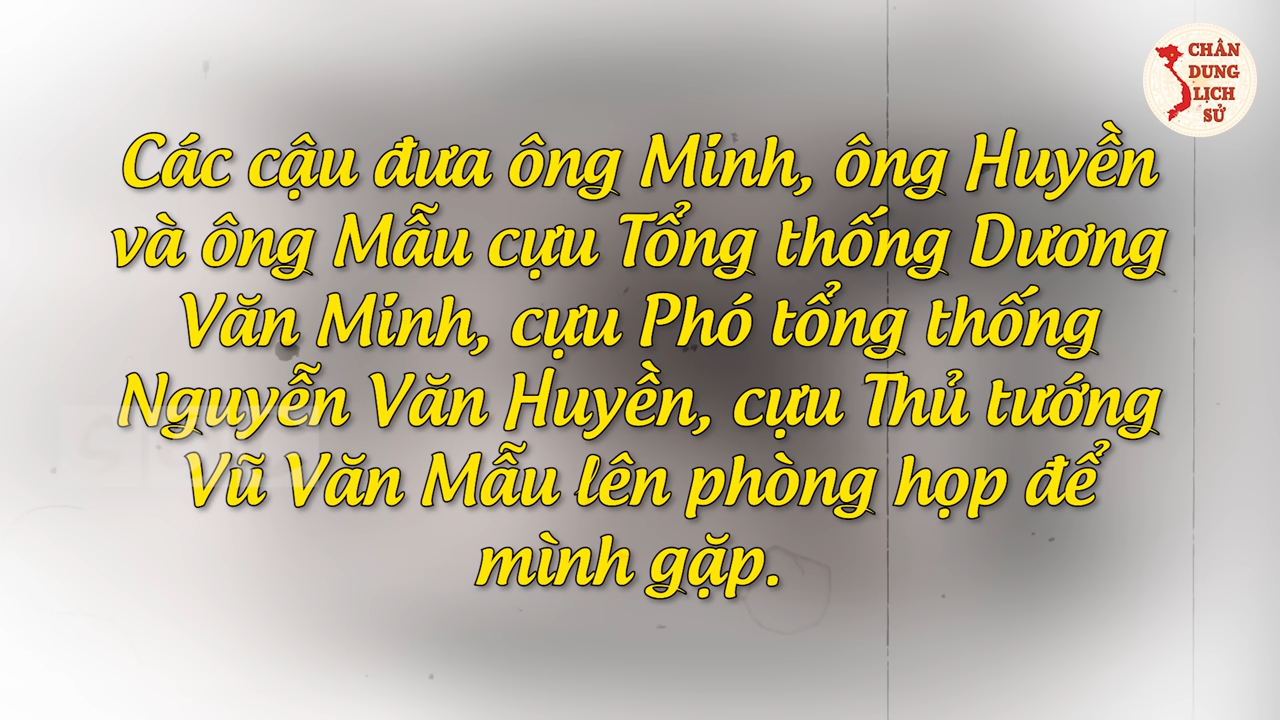 CHÂN
DUNG
LỊCH
SỬ
Các cậu đưa ông Minh, ông Huyền
và ông Mẫu cựu Tổng thống Dương
Văn Minh, cựu Phó tổng thống
Nguyễn Văn Huyền, cựu Thủ tướng
Vũ Văn Mẫu lên phòng họp để
mình gặp.